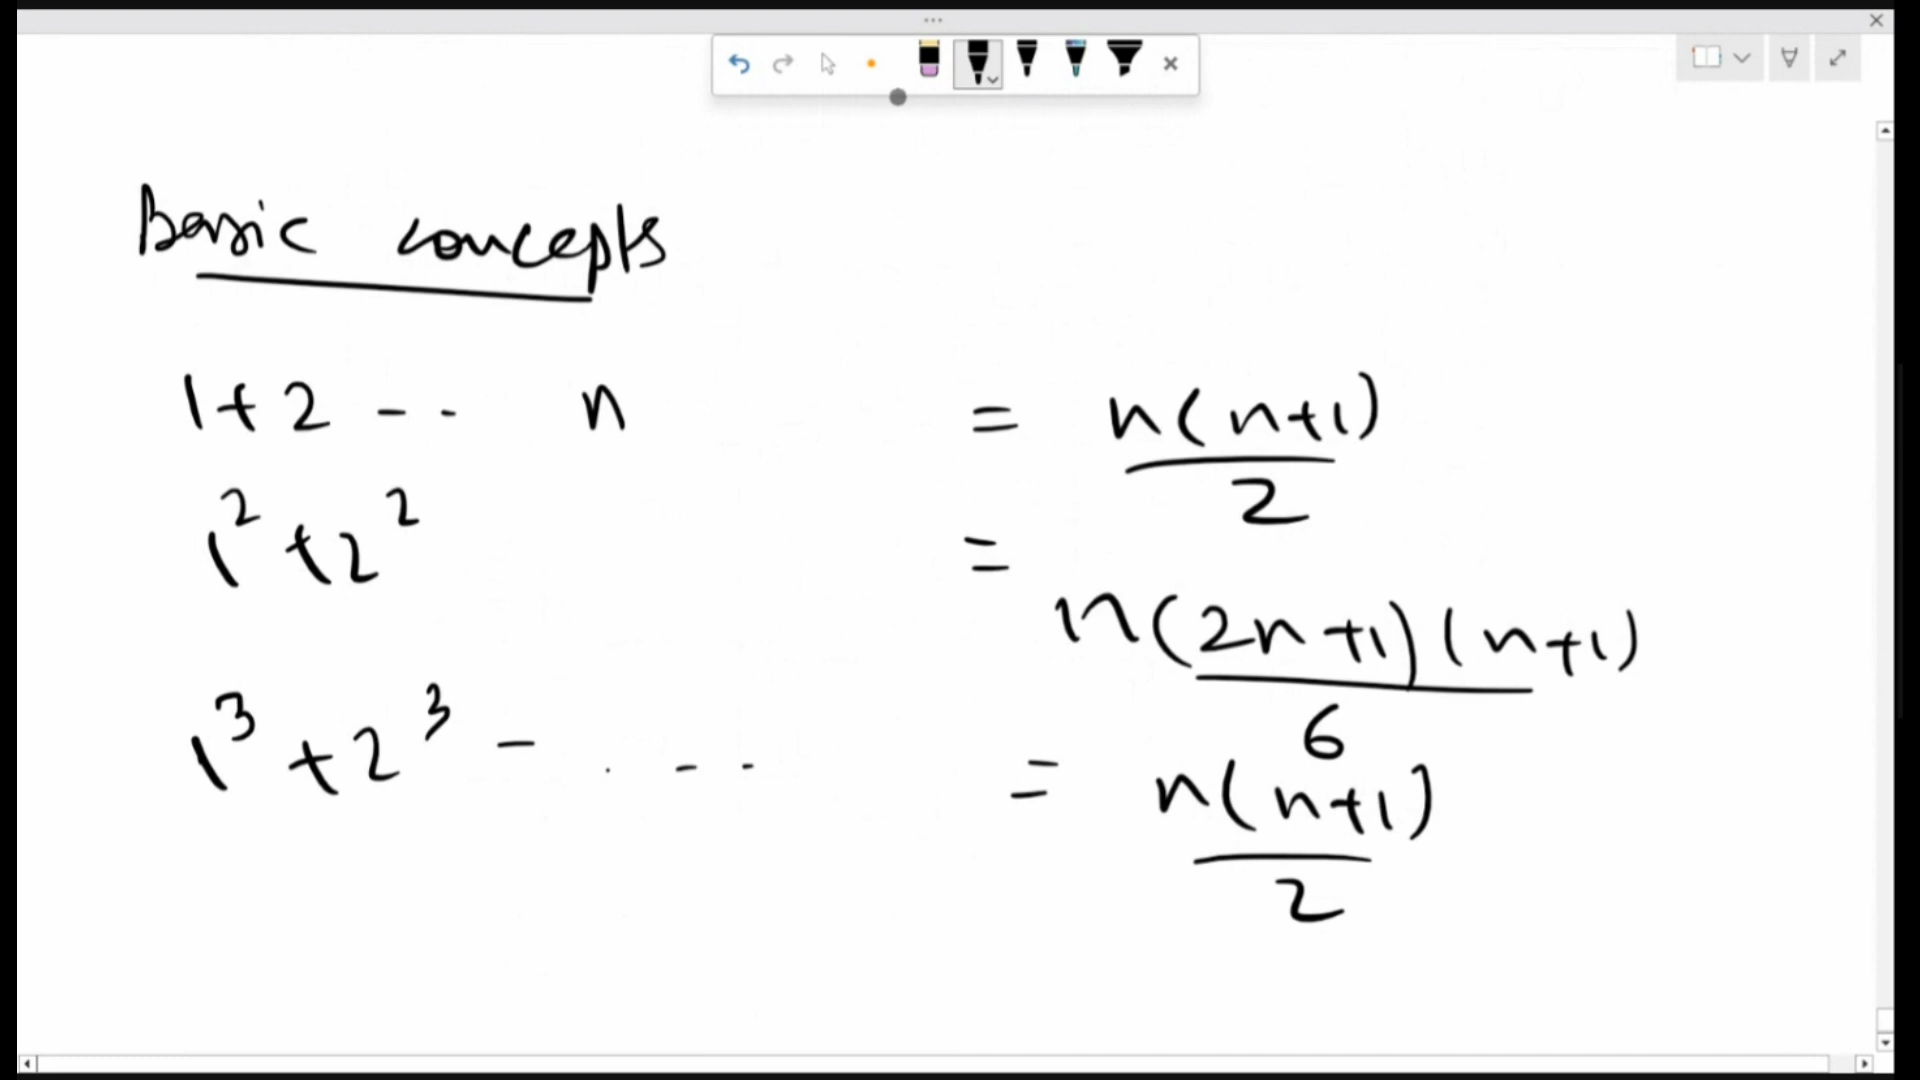 Basic concepts
1+2 -- n = n(n+1)/2
1²+2² = n(2n+1)(n+1)/6
1³+2³ - . -- = n(n+1)/2